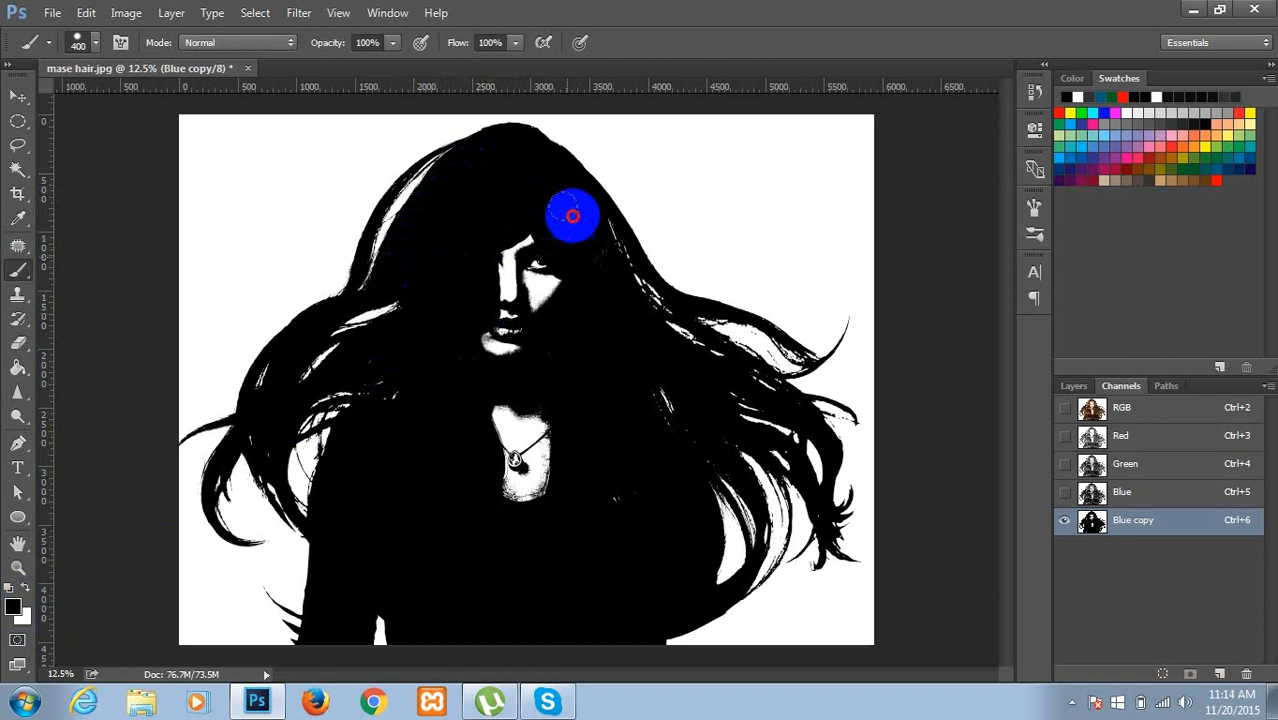 Ps File Edit Image Layer Type Select Filter 3D View Window Help
400 Mode: Normal Opacity: 100% Flow: 100% Essentials
mase hair.jpg @ 12.5% (Blue copy/8) * ×
Color Swatches
1000 500 0 500 1000 1500 2000 2500 3000 3500 4000 4500 5000 5500 6000 6500
Layers Channels Paths
RGB Ctrl+2
Red Ctrl+3
Green Ctrl+4
Blue Ctrl+5
Blue copy Ctrl+6
12.5% Doc: 76.7M/73.5M
11:14 AM
11/20/2015